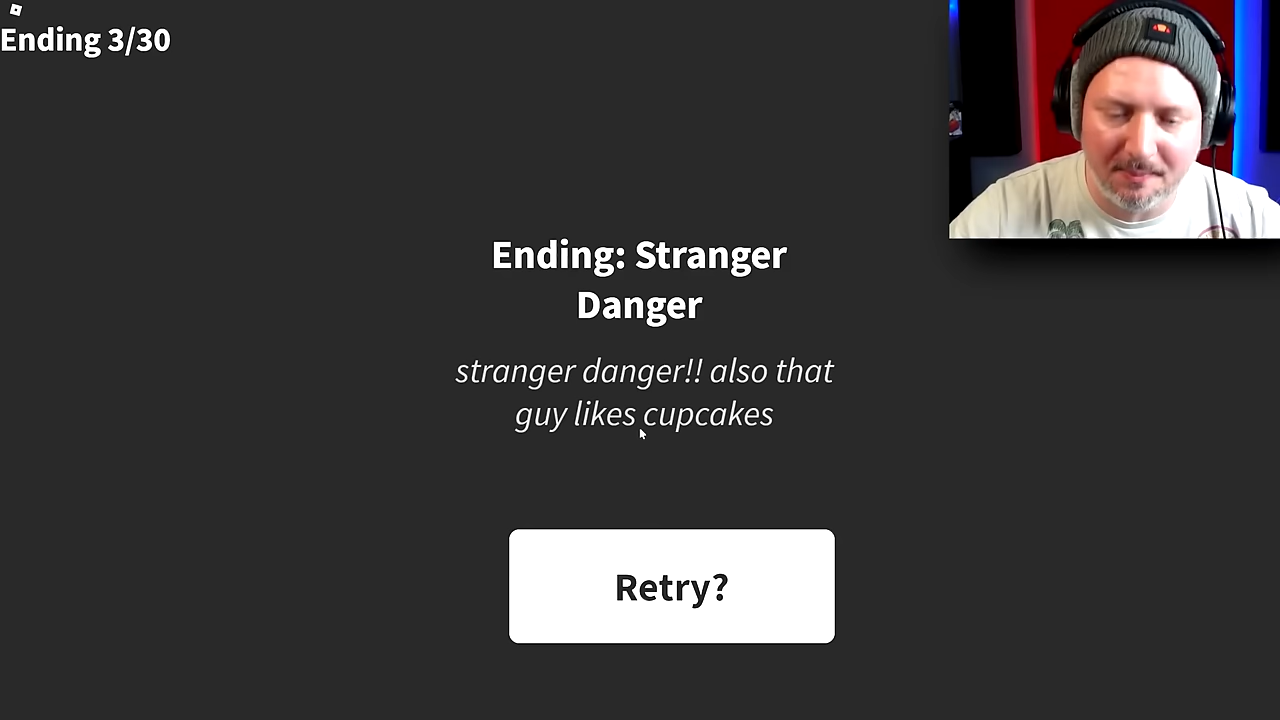 Ending 3/30
Ending: Stranger
Danger
stranger danger!! also that
guy likes cupcakes
Retry?